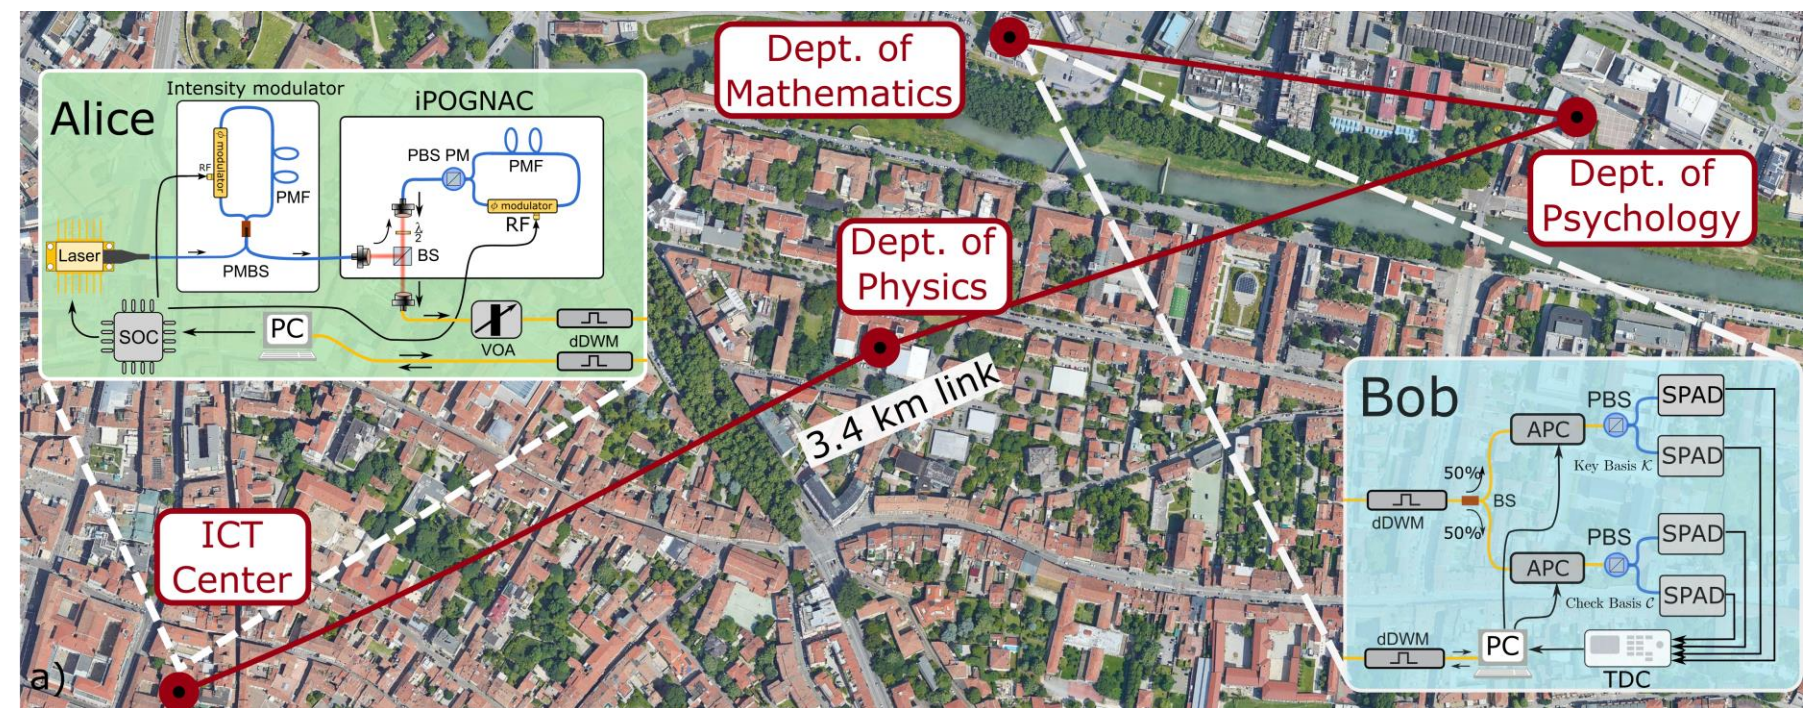 Dept. of
Mathematics
Dept. of
Psychology
Dept. of
Physics
3.4 km link
ICT
Center
a)
Alice
Intensity modulator
iPOGNAC
RF
ϕ modulator
PMF
PBS PM
PMF
ϕ modulator
RF
λ/2
BS
Laser
PMBS
SOC
PC
VOA
dDWM
Bob
PBS
SPAD
APC
SPAD
Key Basis 𝒦
50%
BS
dDWM
50%
PBS
SPAD
APC
SPAD
Check Basis 𝒞
dDWM
PC
TDC